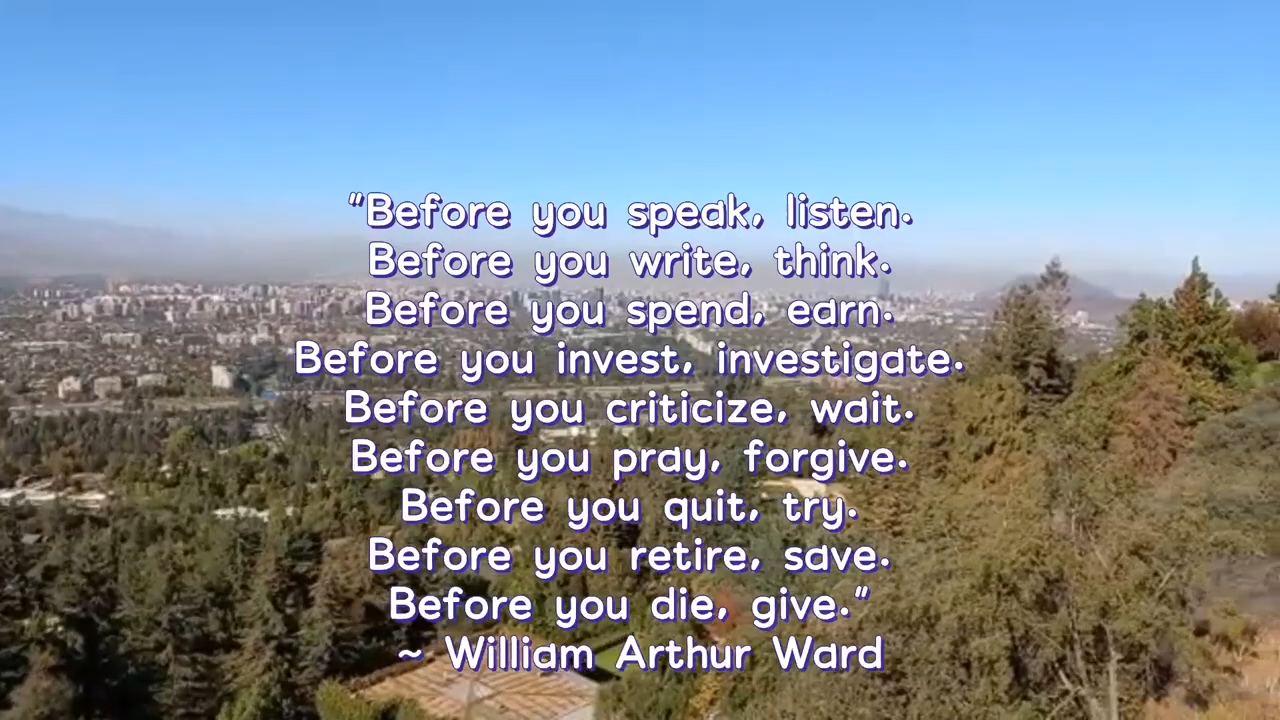 "Before you speak, listen.
Before you write, think.
Before you spend, earn.
Before you invest, investigate.
Before you criticize, wait.
Before you pray, forgive.
Before you quit, try.
Before you retire, save.
Before you die, give."
~ William Arthur Ward